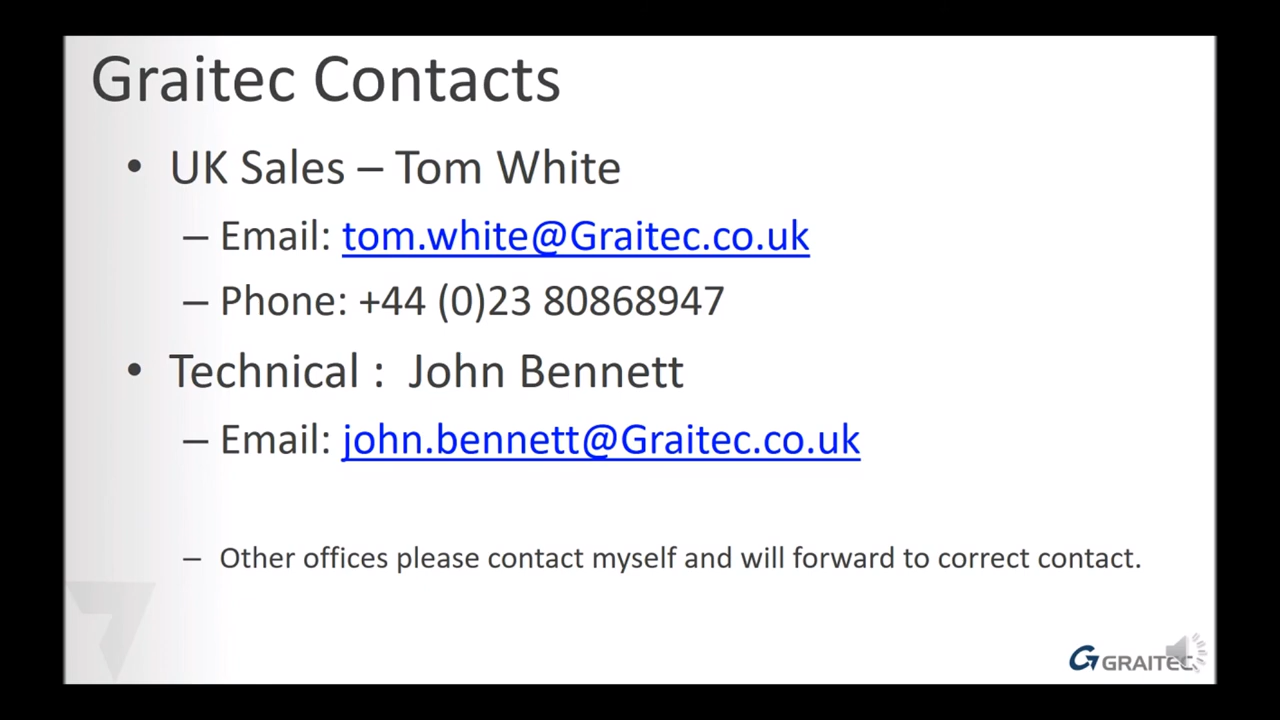 Graitec Contacts
• UK Sales – Tom White
– Email: tom.white@Graitec.co.uk
– Phone: +44 (0)23 80868947
• Technical : John Bennett
– Email: john.bennett@Graitec.co.uk
– Other offices please contact myself and will forward to correct contact.
GRAITEC